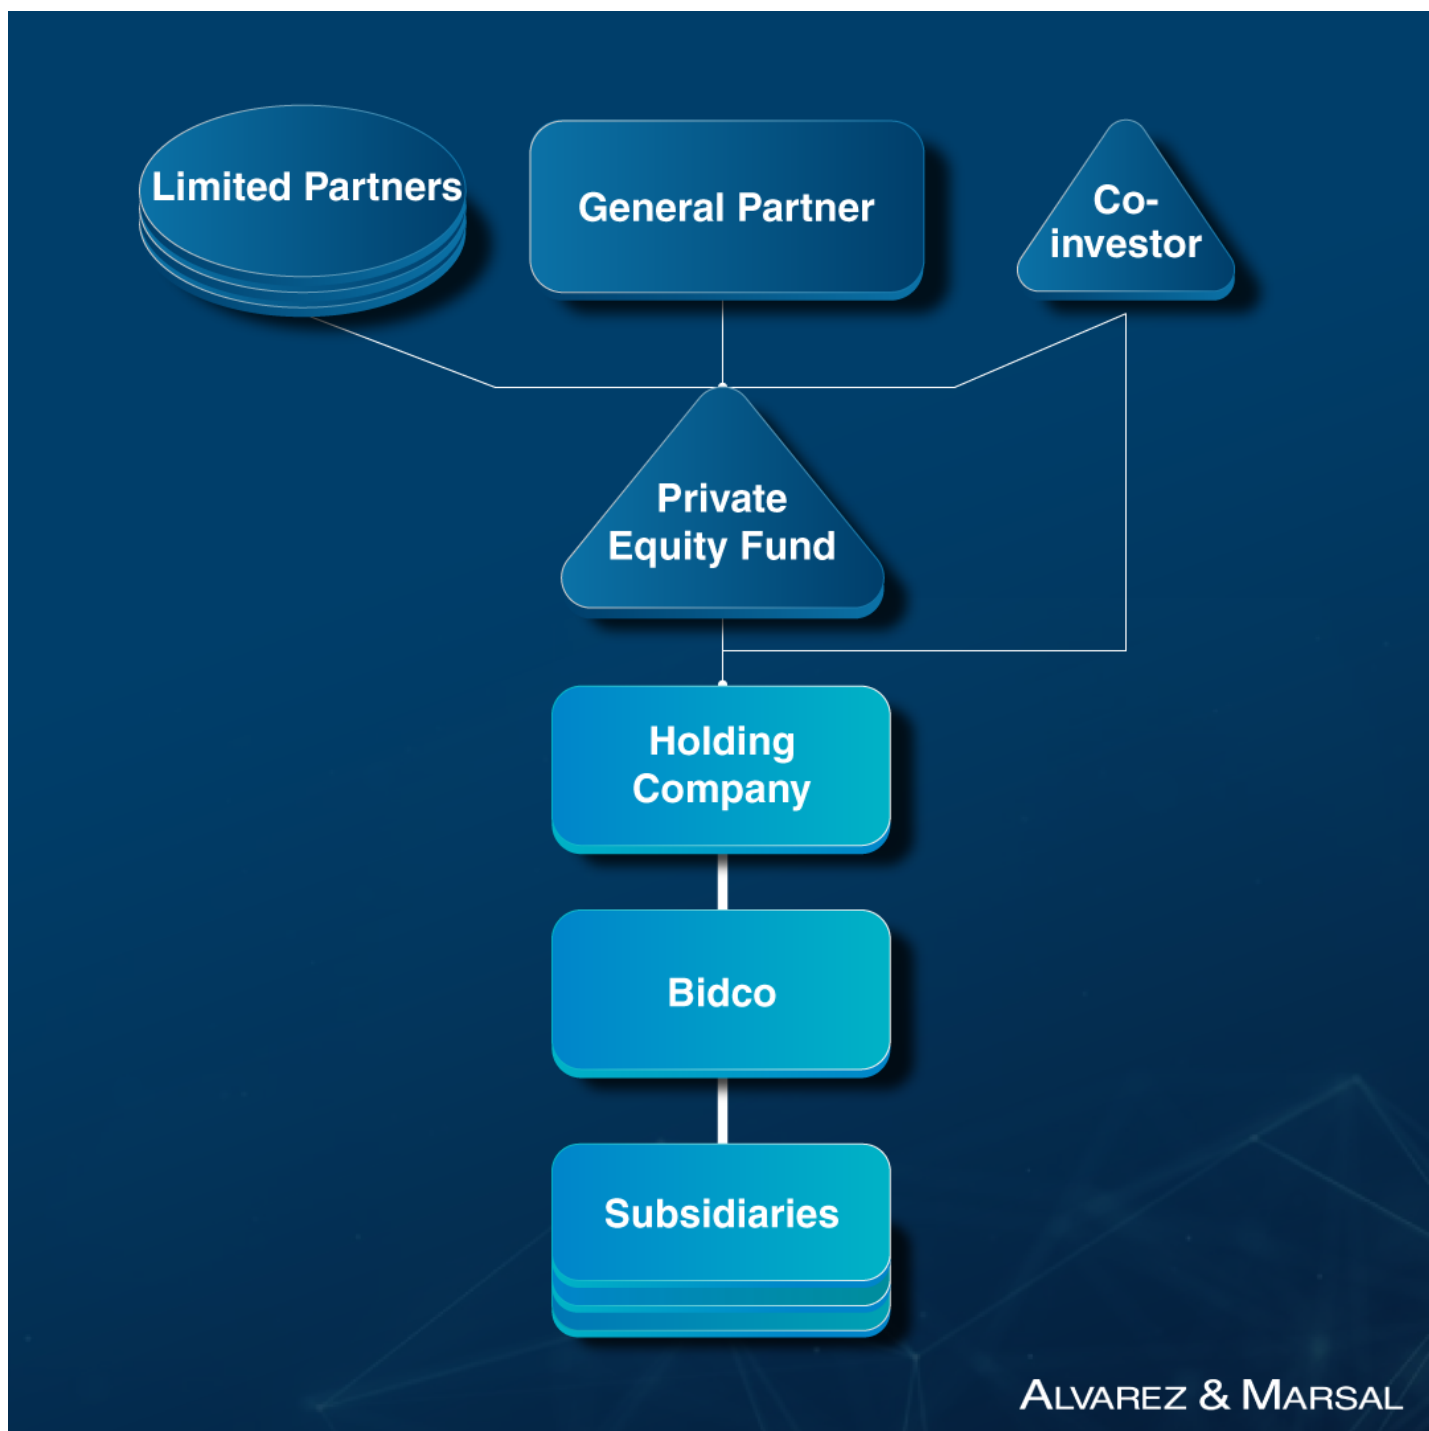 Limited Partners
General Partner
Co-
investor
Private
Equity Fund
Holding
Company
Bidco
Subsidiaries
ALVAREZ & MARSAL